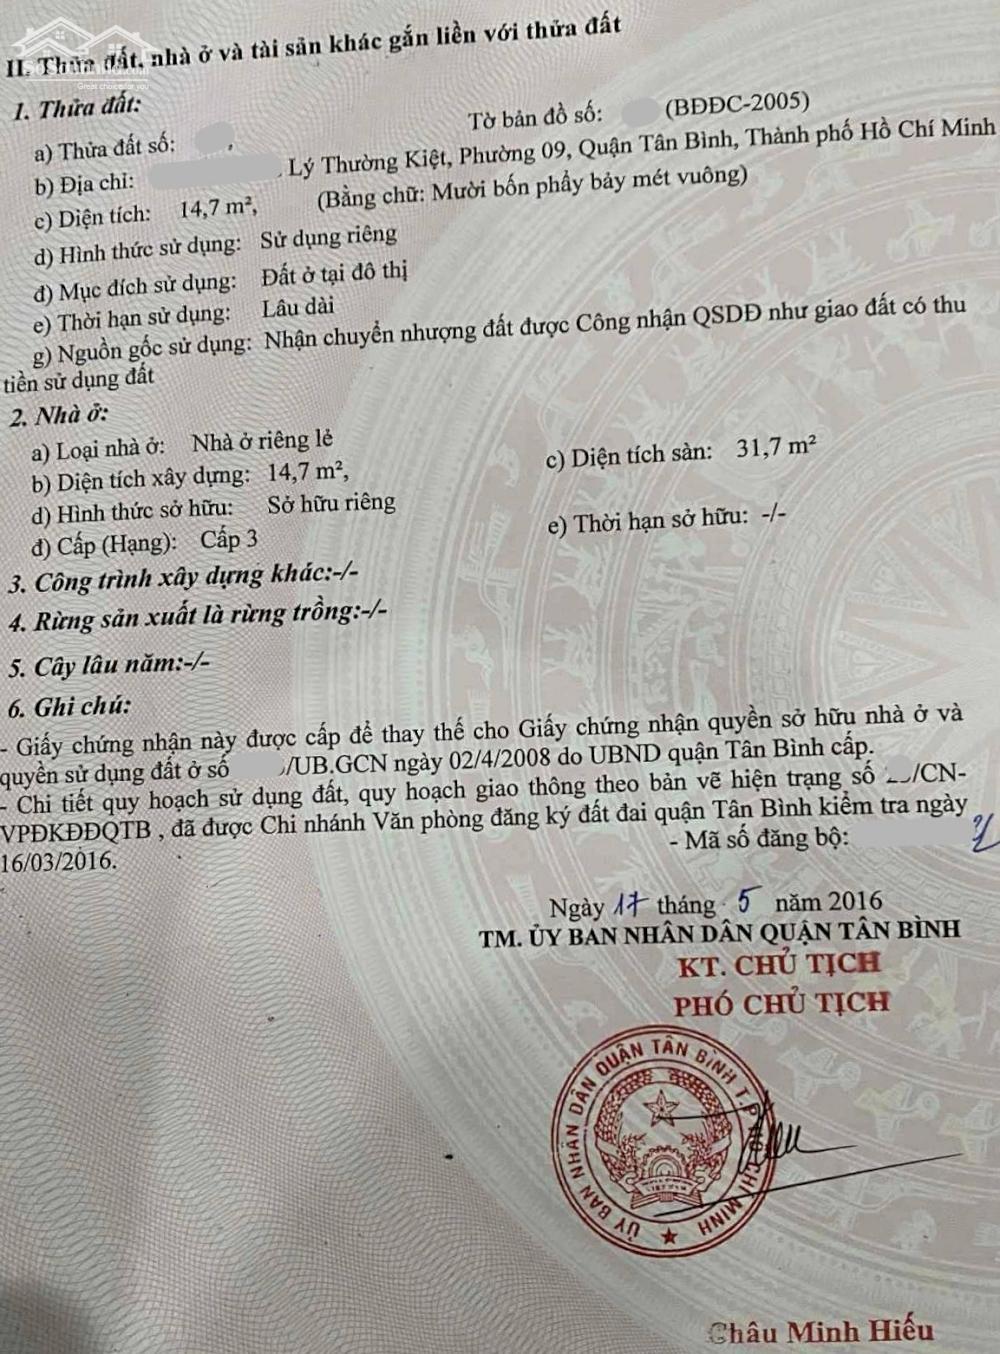 II. Thửa đất, nhà ở và tài sản khác gắn liền với thửa đất
Great choice for you
1. Thửa đất:
a) Thửa đất số: , Tờ bản đồ số: (BĐĐC-2005)
b) Địa chỉ: Lý Thường Kiệt, Phường 09, Quận Tân Bình, Thành phố Hồ Chí Minh
c) Diện tích: 14,7 m², (Bằng chữ: Mười bốn phẩy bảy mét vuông)
d) Hình thức sử dụng: Sử dụng riêng
đ) Mục đích sử dụng: Đất ở tại đô thị
e) Thời hạn sử dụng: Lâu dài
g) Nguồn gốc sử dụng: Nhận chuyển nhượng đất được Công nhận QSDĐ như giao đất có thu
tiền sử dụng đất
2. Nhà ở:
a) Loại nhà ở: Nhà ở riêng lẻ
b) Diện tích xây dựng: 14,7 m², c) Diện tích sàn: 31,7 m²
d) Hình thức sở hữu: Sở hữu riêng
đ) Cấp (Hạng): Cấp 3 e) Thời hạn sở hữu: -/-
3. Công trình xây dựng khác:-/-
4. Rừng sản xuất là rừng trồng:-/-
5. Cây lâu năm:-/-
6. Ghi chú:
- Giấy chứng nhận này được cấp để thay thế cho Giấy chứng nhận quyền sở hữu nhà ở và
quyền sử dụng đất ở số /UB.GCN ngày 02/4/2008 do UBND quận Tân Bình cấp.
- Chi tiết quy hoạch sử dụng đất, quy hoạch giao thông theo bản vẽ hiện trạng số /CN-
VPĐKĐĐQTB , đã được Chi nhánh Văn phòng đăng ký đất đai quận Tân Bình kiểm tra ngày
16/03/2016.
- Mã số đăng bộ:
Ngày 17 tháng 5 năm 2016
TM. ỦY BAN NHÂN DÂN QUẬN TÂN BÌNH
KT. CHỦ TỊCH
PHÓ CHỦ TỊCH
ỦY BAN NHÂN DÂN QUẬN TÂN BÌNH T.P HỒ CHÍ MINH
Châu Minh Hiếu